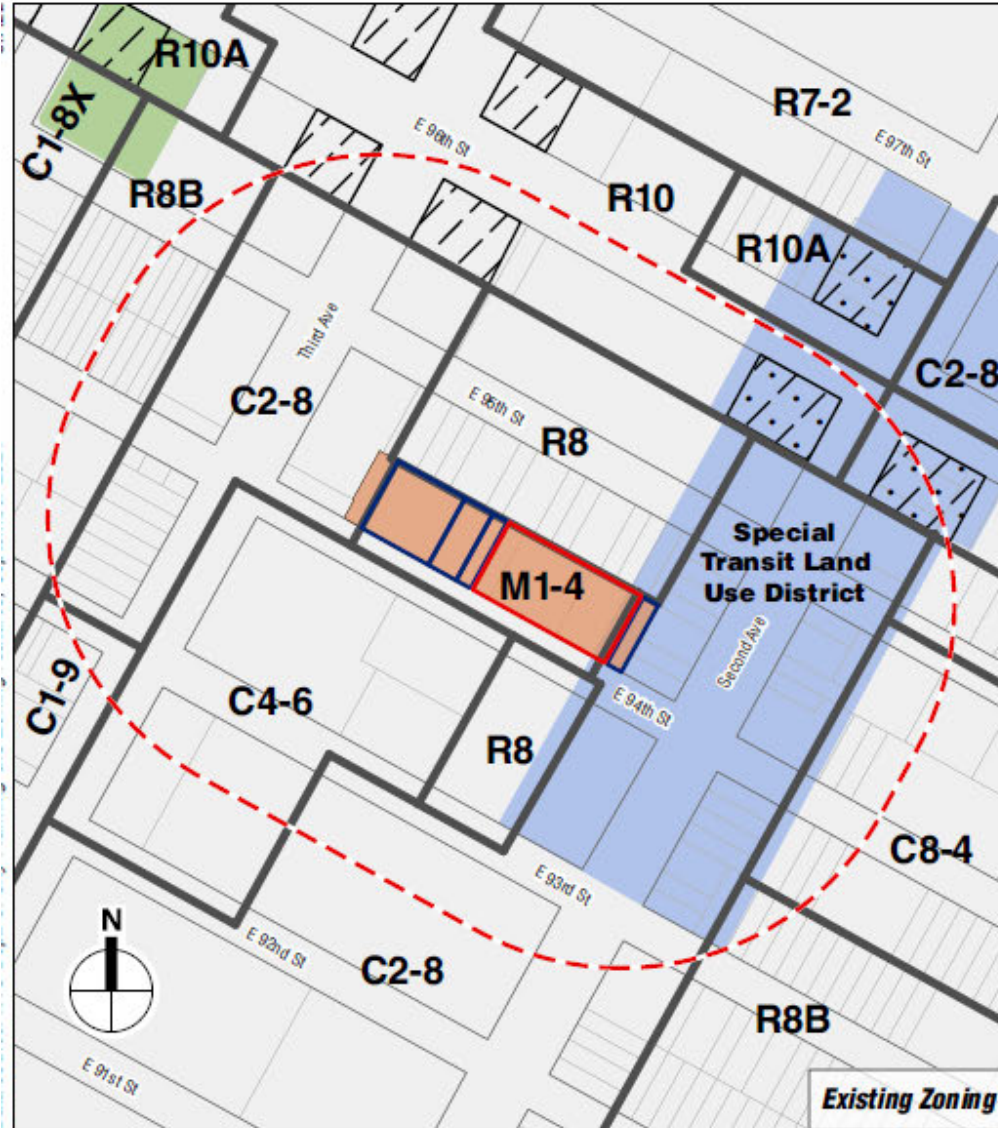 R10A
C1-8X
R8B
E 96th St
R7-2
E 97th St
R10
R10A
Third Ave
C2-8
C2-8
E 95th St
R8
Special
Transit Land
Use District
M1-4
Second Ave
E 94th St
C1-9
C4-6
R8
C8-4
E 93rd St
N
E 92nd St
C2-8
R8B
E 91st St
Existing Zoning